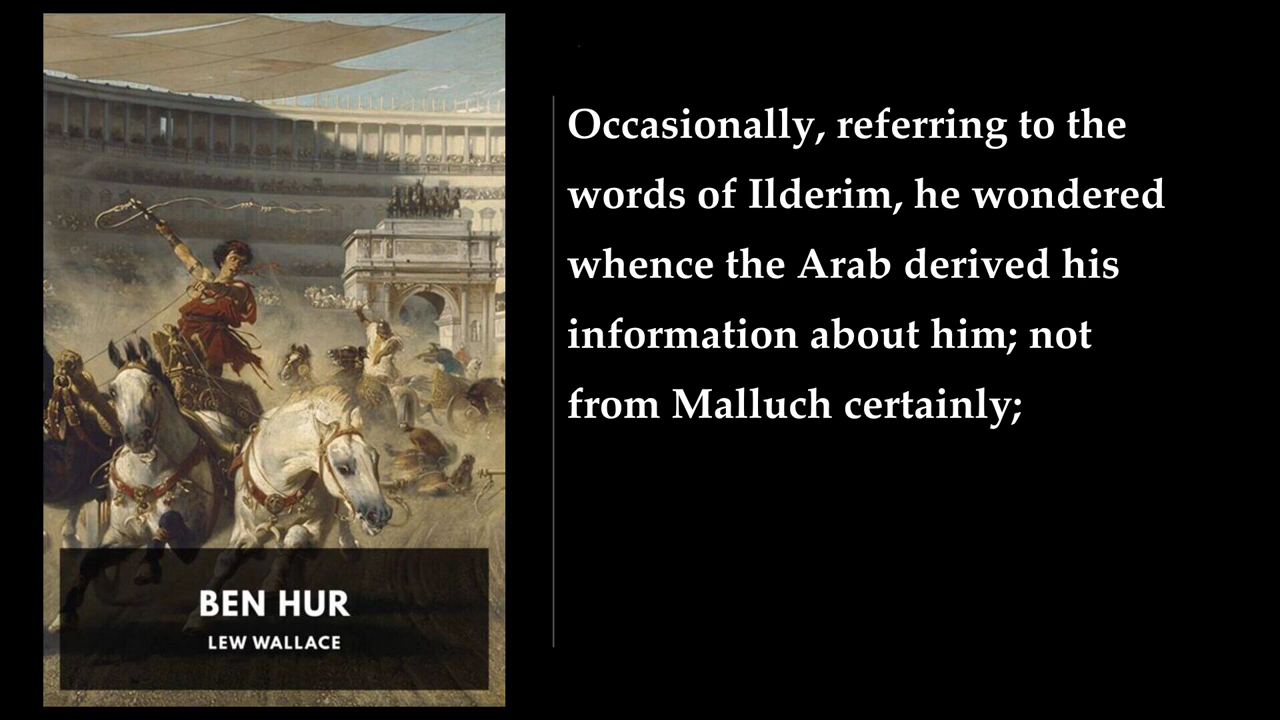 BEN HUR
LEW WALLACE
Occasionally, referring to the
words of Ilderim, he wondered
whence the Arab derived his
information about him; not
from Malluch certainly;